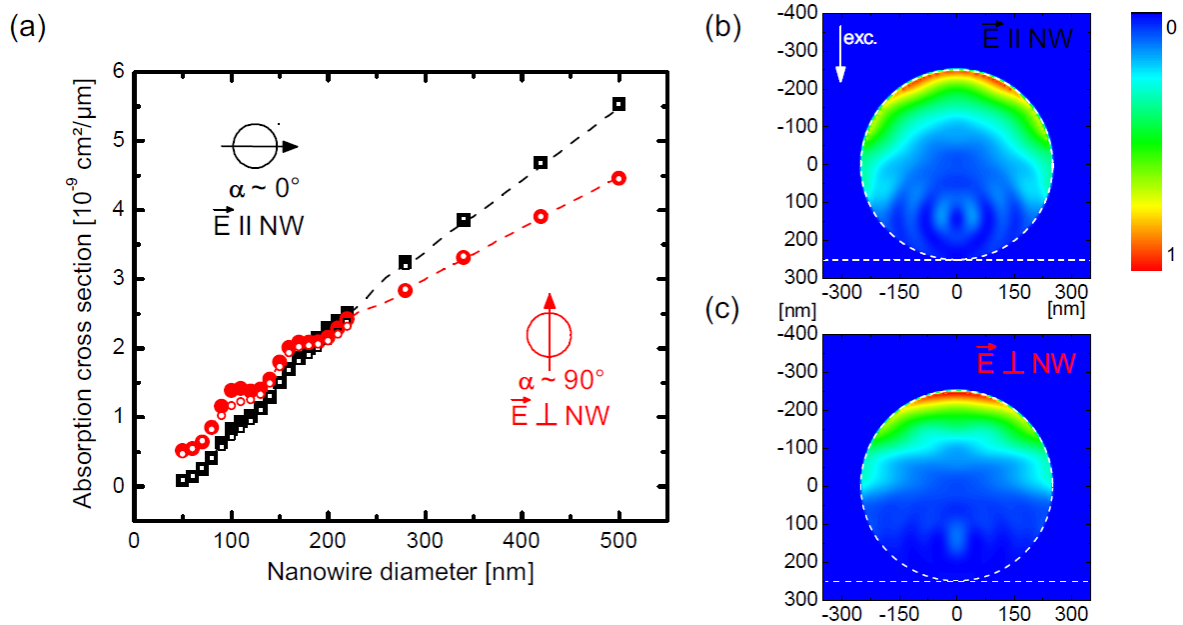 (a)
Absorption cross section [10⁻⁹ cm²/µm]
6
5
4
3
2
1
0
0 100 200 300 400 500
Nanowire diameter [nm]
α ~ 0°
E || NW
α ~ 90°
E ⊥ NW
(b)
-400
-300
-200
-100
0
100
200
300
exc.
E || NW
-300 -150 0 150 300
[nm] [nm]
0
1
(c)
-400
-300
-200
-100
0
100
200
300
E ⊥ NW
-300 -150 0 150 300